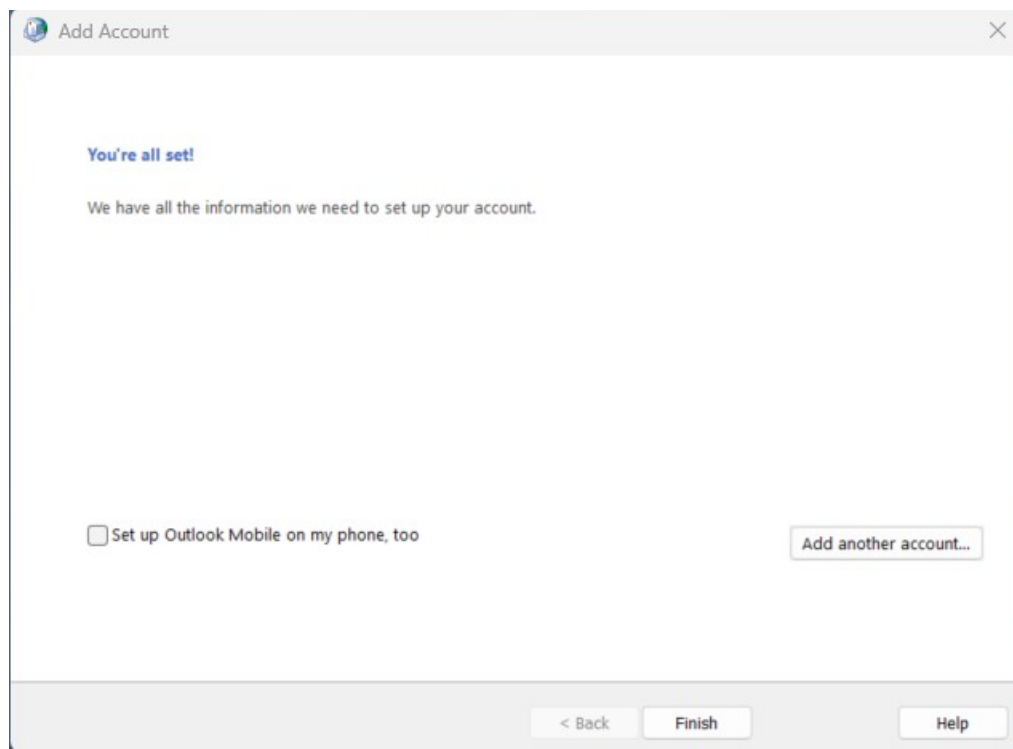 Add Account
You're all set!
We have all the information we need to set up your account.
Set up Outlook Mobile on my phone, too
Add another account...
< Back
Finish
Help